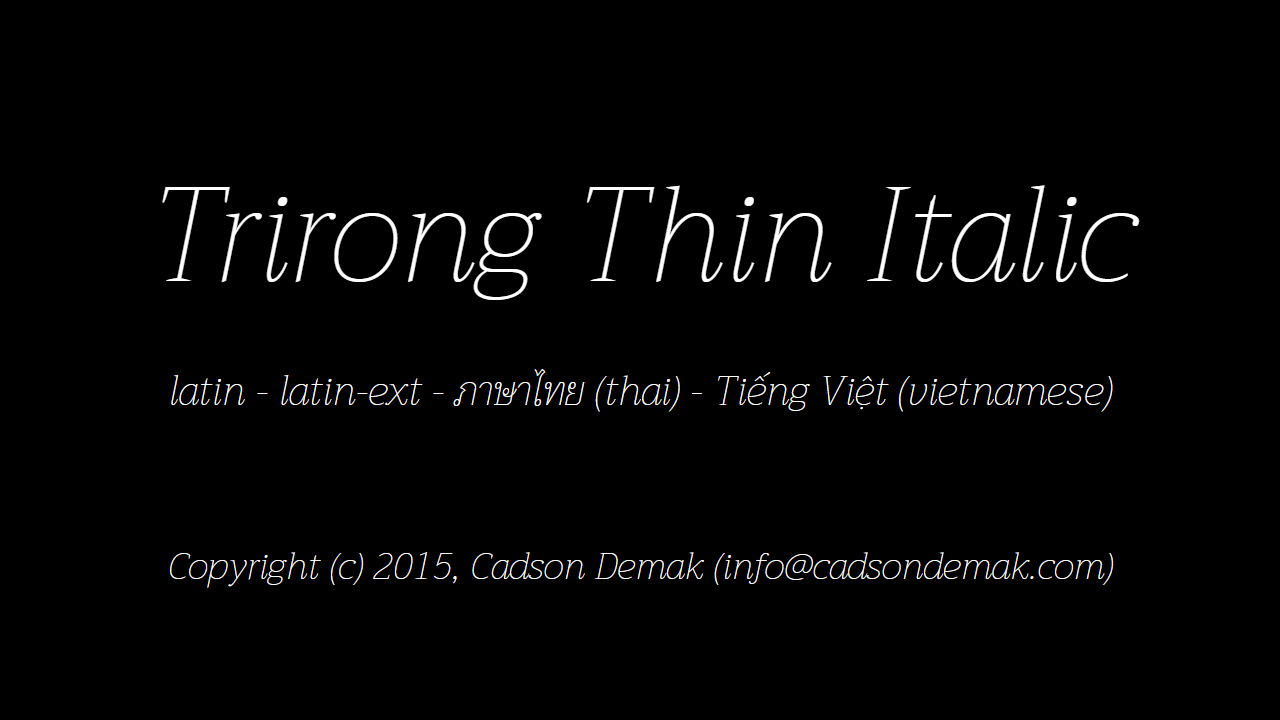 Trirong Thin Italic
latin - latin-ext - ภาษาไทย (thai) - Tiếng Việt (vietnamese)
Copyright (c) 2015, Cadson Demak (info@cadsondemak.com)